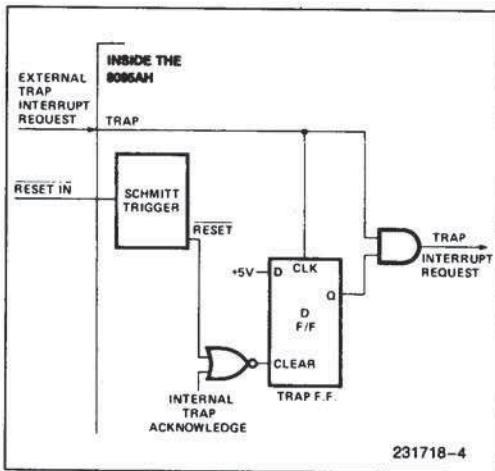 INSIDE THE
8085AH
EXTERNAL
TRAP
INTERRUPT
REQUEST
TRAP
RESET IN
SCHMITT
TRIGGER
RESET
+5V
D
CLK
Q
D
F/F
CLEAR
TRAP F.F.
TRAP
INTERRUPT
REQUEST
INTERNAL
TRAP
ACKNOWLEDGE
231718-4